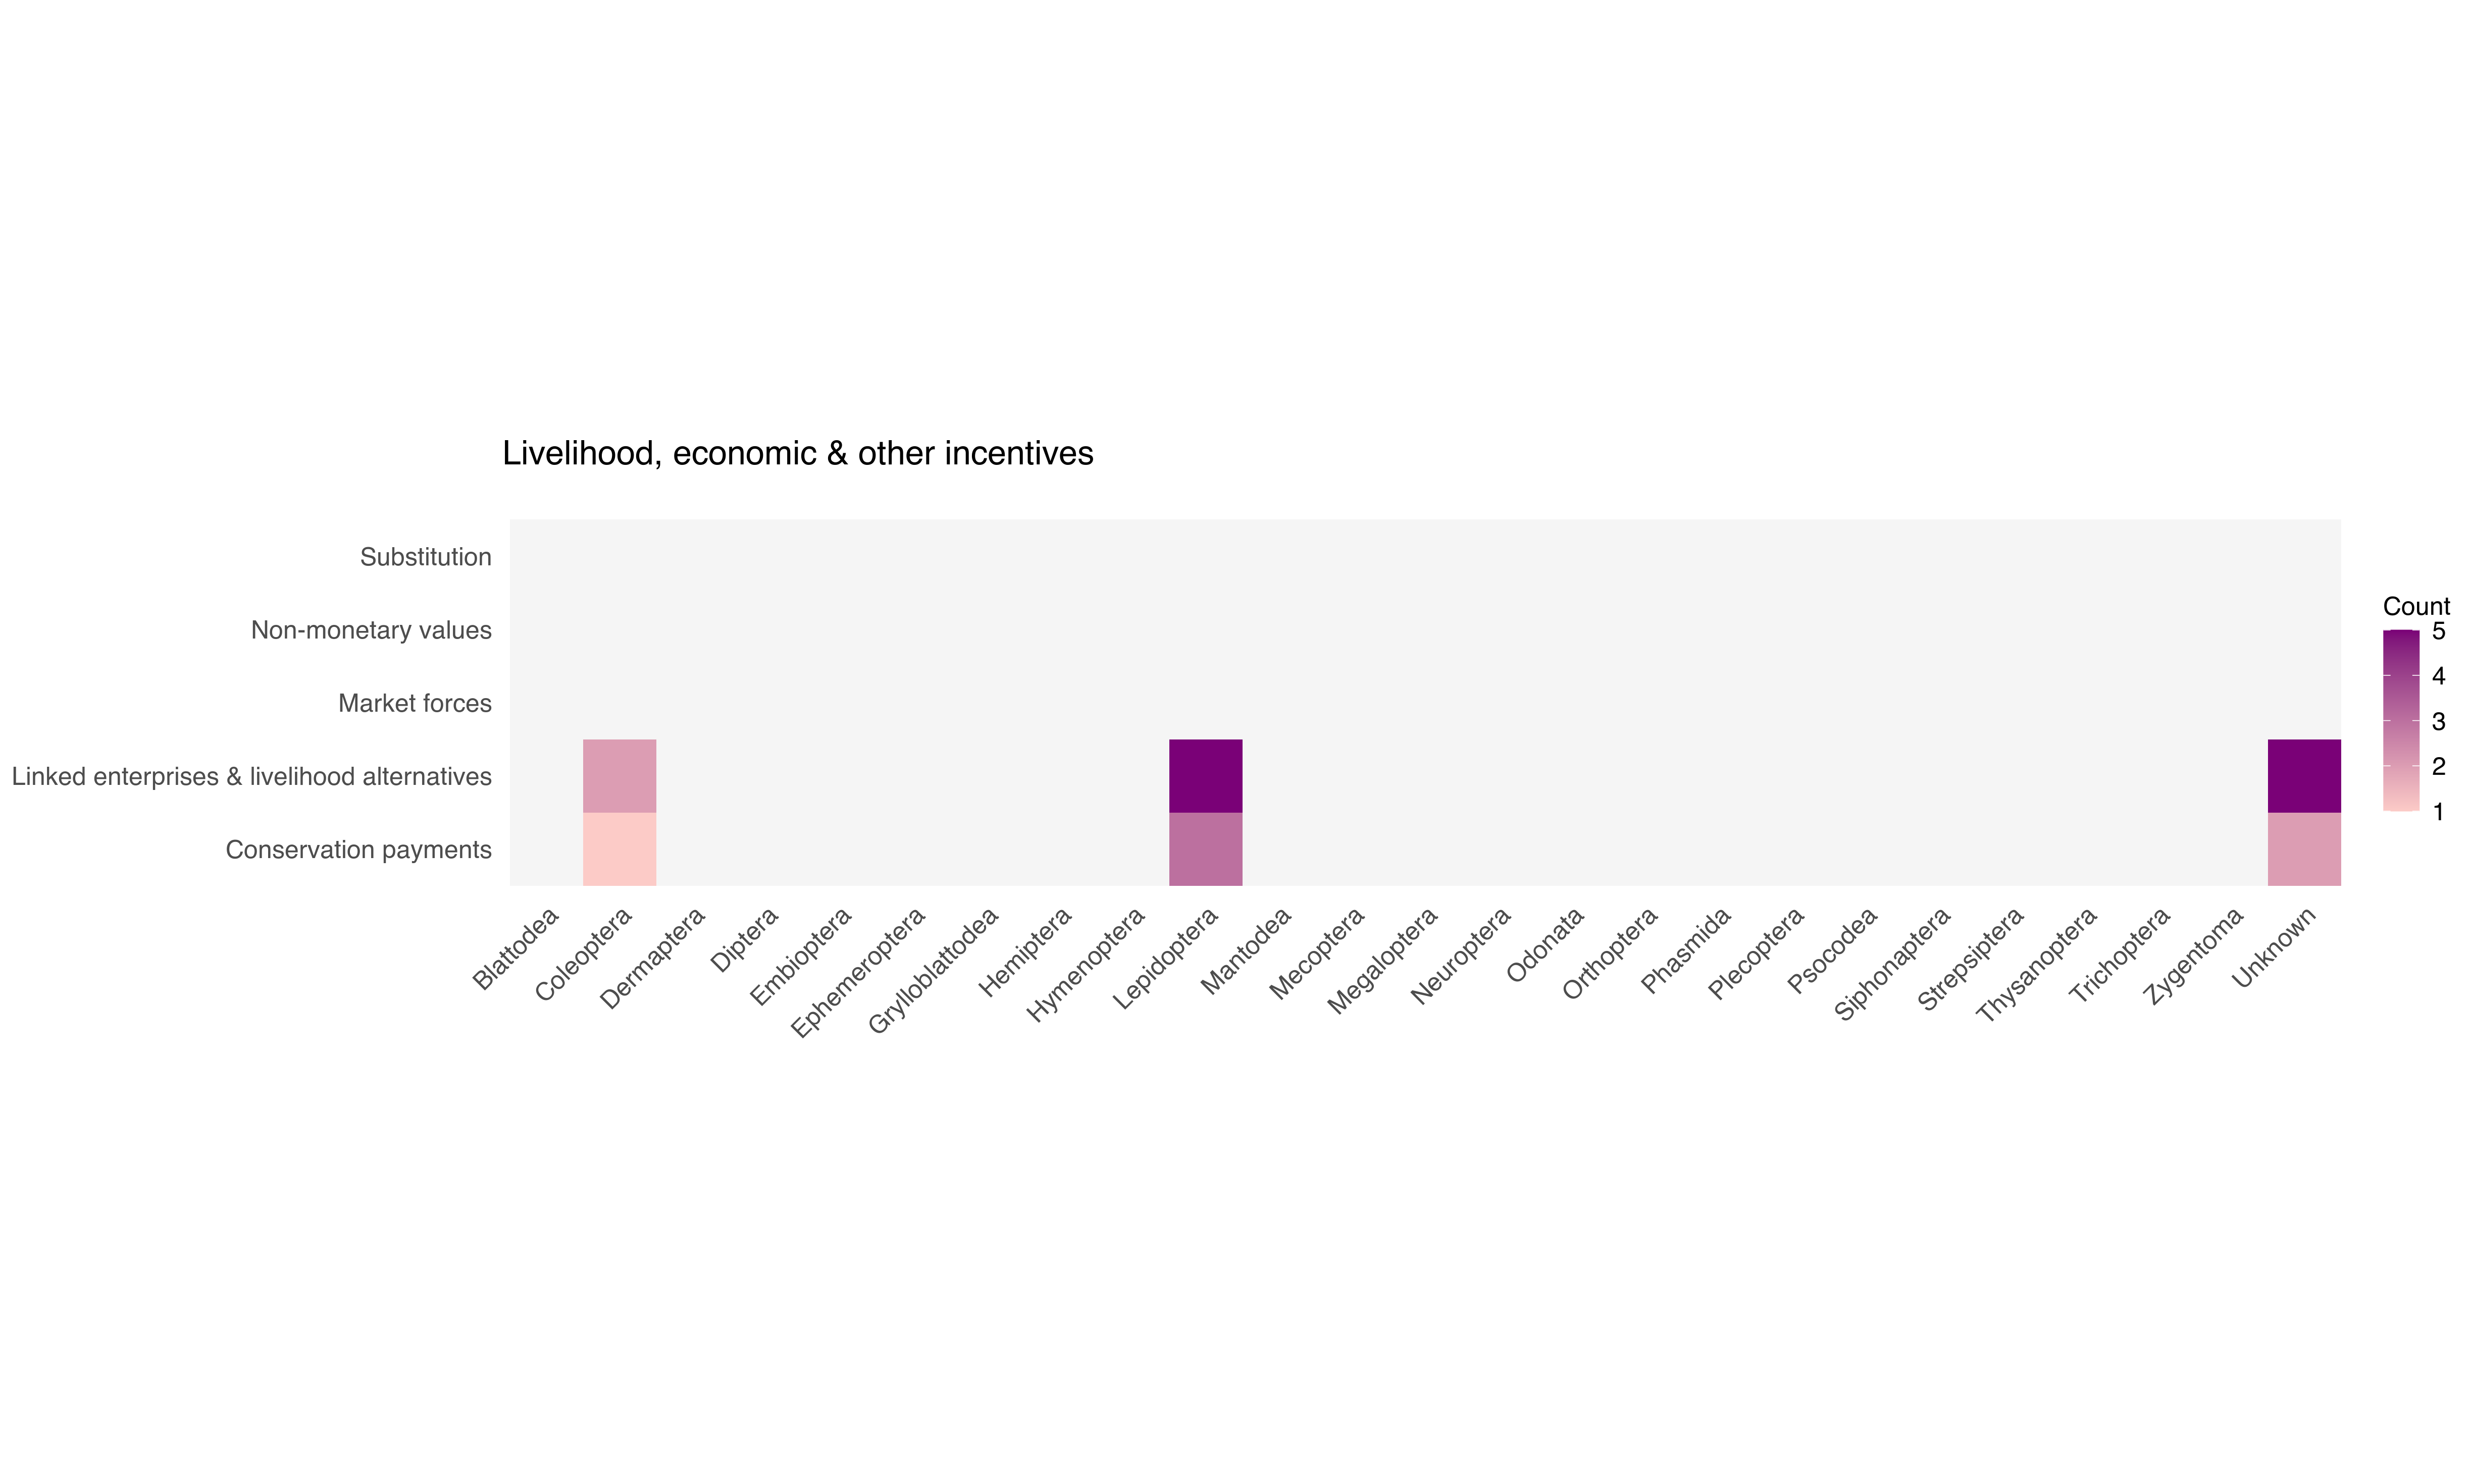 Livelihood, economic & other incentives
Substitution
Non-monetary values
Market forces
Linked enterprises & livelihood alternatives
Conservation payments
Blattodea
Coleoptera
Dermaptera
Diptera
Embioptera
Ephemeroptera
Grylloblattodea
Hemiptera
Hymenoptera
Lepidoptera
Mantodea
Mecoptera
Megaloptera
Neuroptera
Odonata
Orthoptera
Phasmida
Plecoptera
Psocodea
Siphonaptera
Strepsiptera
Thysanoptera
Trichoptera
Zygentoma
Unknown
Count
5
4
3
2
1